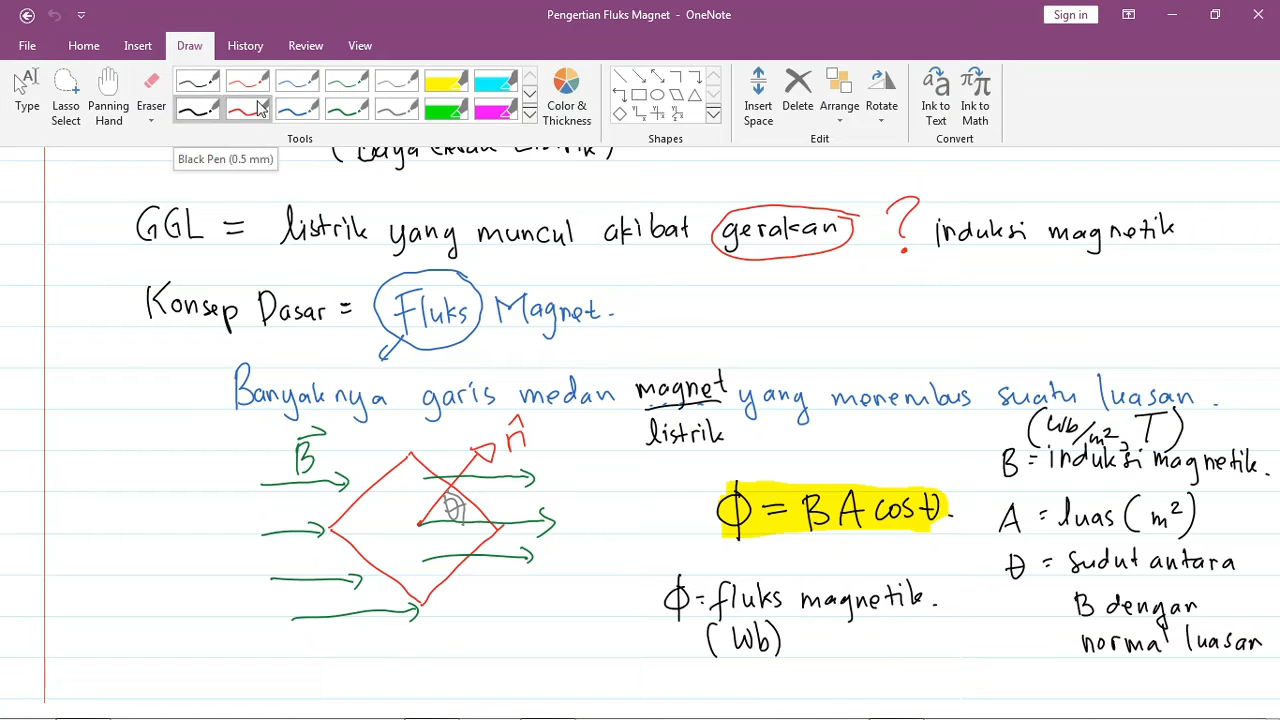 Pengertian Fluks Magnet - OneNote
Sign in
File Home Insert Draw History Review View
Type
Lasso Select
Panning Hand
Eraser
Color & Thickness
Insert Space
Delete
Arrange
Rotate
Ink to Text
Ink to Math
Tools
Shapes
Edit
Convert
Black Pen (0.5 mm)
GGL = listrik yang muncul akibat gerakan ? induksi magnetik
Konsep Dasar = Fluks Magnet.
Banyaknya garis medan magnet yang menembus suatu luasan.
listrik
B⃗
n̂
θ
ϕ = B A cos θ.
ϕ = fluks magnetik.
(Wb)
(Wb/m², T)
B = induksi magnetik.
A = luas (m²)
θ = sudut antara
B dengan
normal luasan